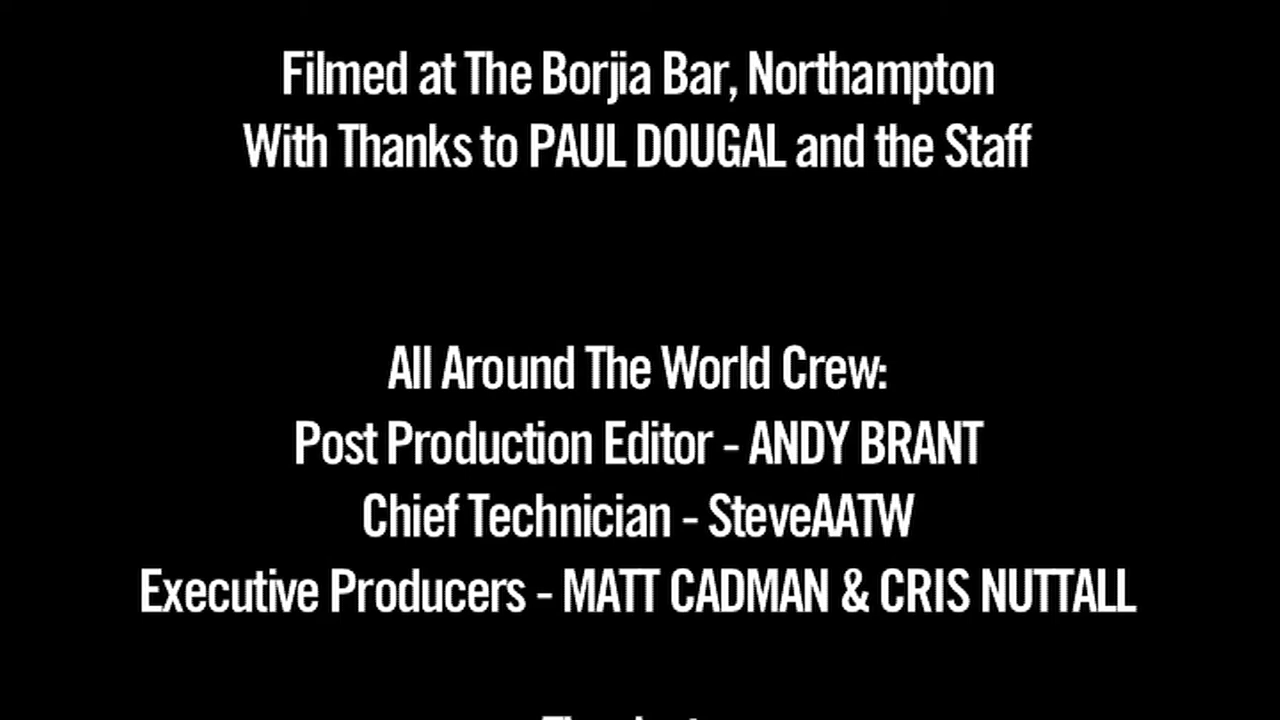 Filmed at The Borjia Bar, Northampton
With Thanks to PAUL DOUGAL and the Staff
All Around The World Crew:
Post Production Editor - ANDY BRANT
Chief Technician - SteveAATW
Executive Producers - MATT CADMAN & CRIS NUTTALL